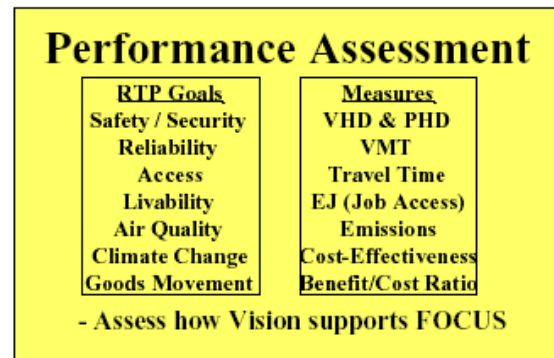 Performance Assessment
RTP Goals
Safety / Security
Reliability
Access
Livability
Air Quality
Climate Change
Goods Movement
Measures
VHD & PHD
VMT
Travel Time
EJ (Job Access)
Emissions
Cost-Effectiveness
Benefit/Cost Ratio
- Assess how Vision supports FOCUS